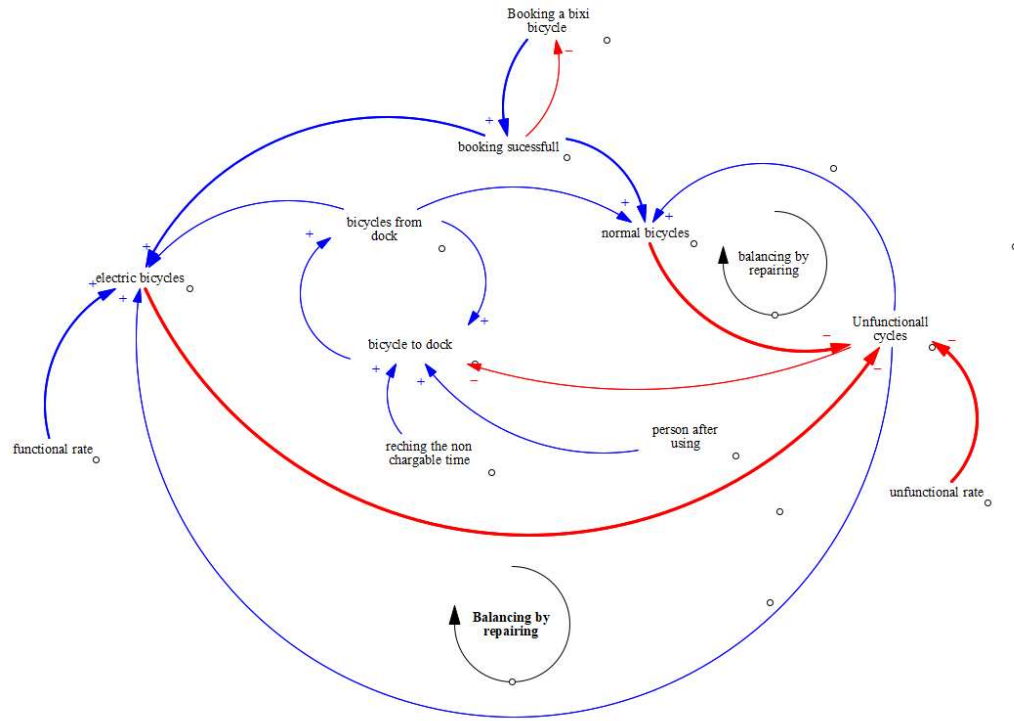 Booking a bixi
bicycle
−
+
booking sucessfull
bicycles from
dock
+
+
+
normal bicycles
+
balancing by
repairing
electric bicycles
+
+
+
+
bicycle to dock
Unfunctionall
cycles
−
−
−
+
+
−
functional rate
reching the non
chargable time
person after
using
unfunctional rate
Balancing by
repairing